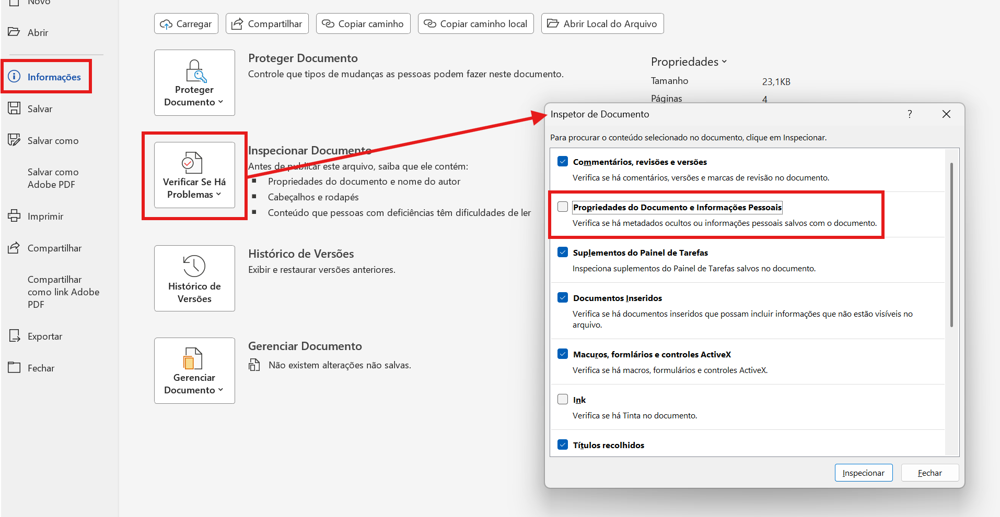 Novo
Abrir
Informações
Salvar
Salvar como
Salvar como
Adobe PDF
Imprimir
Compartilhar
Compartilhar
como link Adobe
PDF
Exportar
Fechar
Carregar
Compartilhar
Copiar caminho
Copiar caminho local
Abrir Local do Arquivo
Proteger
Documento
Proteger Documento
Controle que tipos de mudanças as pessoas podem fazer neste documento.
Verificar Se Há
Problemas
Inspecionar Documento
Antes de publicar este arquivo, saiba que ele contém:
Propriedades do documento e nome do autor
Cabeçalhos e rodapés
Conteúdo que pessoas com deficiências têm dificuldades de ler
Histórico de
Versões
Histórico de Versões
Exibir e restaurar versões anteriores.
Gerenciar
Documento
Gerenciar Documento
Não existem alterações não salvas.
Propriedades
Tamanho 23,1KB
Páginas 4
Inspetor de Documento
?
Para procurar o conteúdo selecionado no documento, clique em Inspecionar.
Commentários, revisões e versões
Verifica se há comentários, versões e marcas de revisão no documento.
Propriedades do Documento e Informações Pessoais
Verifica se há metadados ocultos ou informações pessoais salvos com o documento.
Suplementos do Painel de Tarefas
Inspeciona suplementos do Painel de Tarefas salvos no documento.
Documentos Inseridos
Verifica se há documentos inseridos que possam incluir informações que não estão visíveis no
arquivo.
Macuros, formlários e controles ActiveX
Verifica se há macros, formulários e controles ActiveX.
Ink
Verifica se há Tinta no documento.
Títulos recolhidos
Inspecionar
Fechar